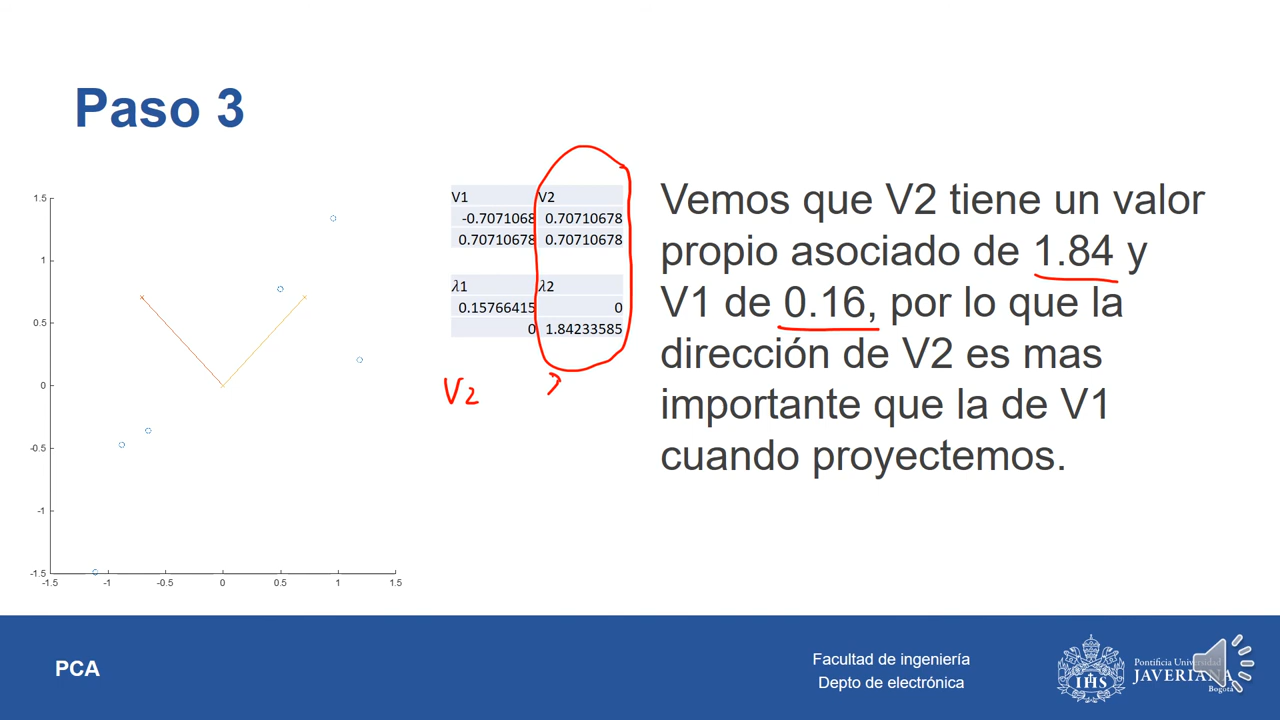 Paso 3
1.5
1
0.5
0
-0.5
-1
-1.5
-1.5 -1 -0.5 0 0.5 1 1.5
V1 V2
-0.7071068 0.70710678
0.70710678 0.70710678
λ1 λ2
0.15766415 0
0 1.84233585
V2
Vemos que V2 tiene un valor
propio asociado de 1.84 y
V1 de 0.16, por lo que la
dirección de V2 es mas
importante que la de V1
cuando proyectemos.
PCA
Facultad de ingeniería
Depto de electrónica
IHS
Pontificia Universidad
JAVERIANA
Bogotá